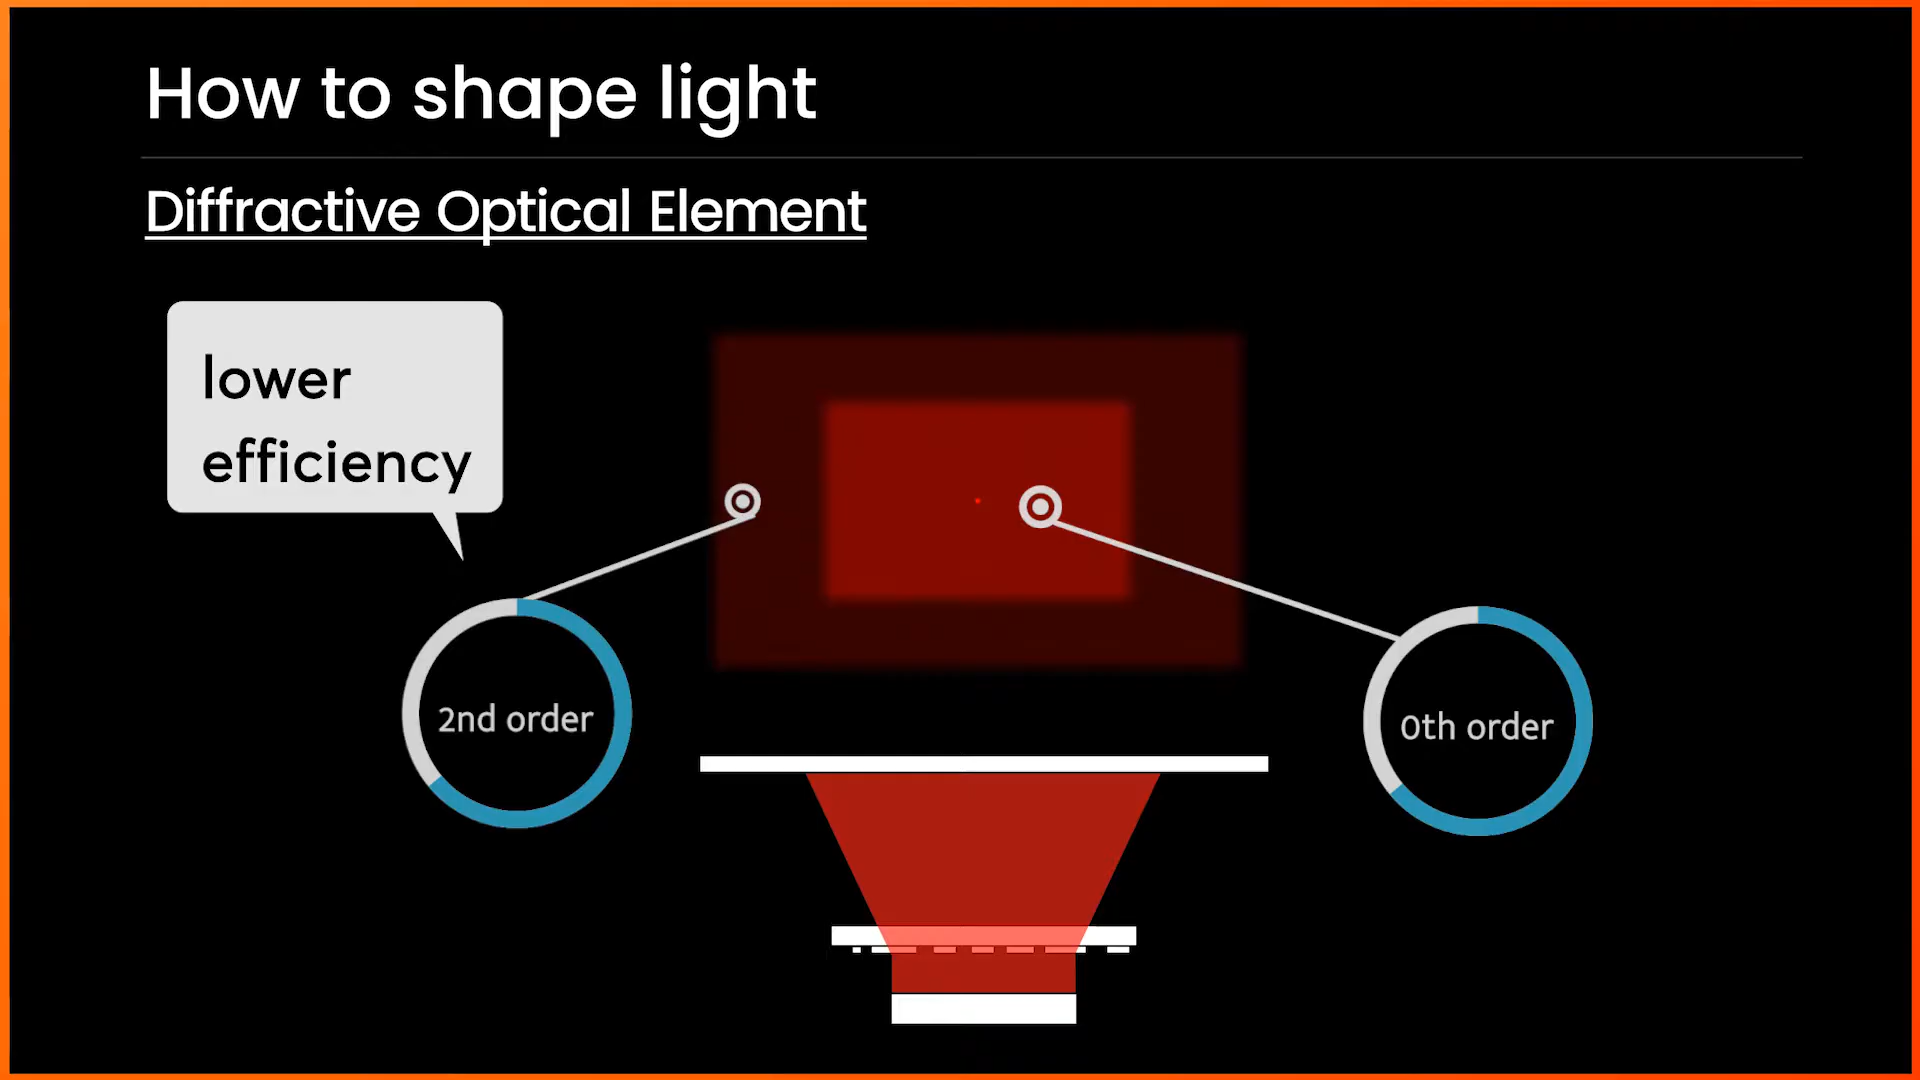 How to shape light
Diffractive Optical Element
lower
efficiency
2nd order
0th order